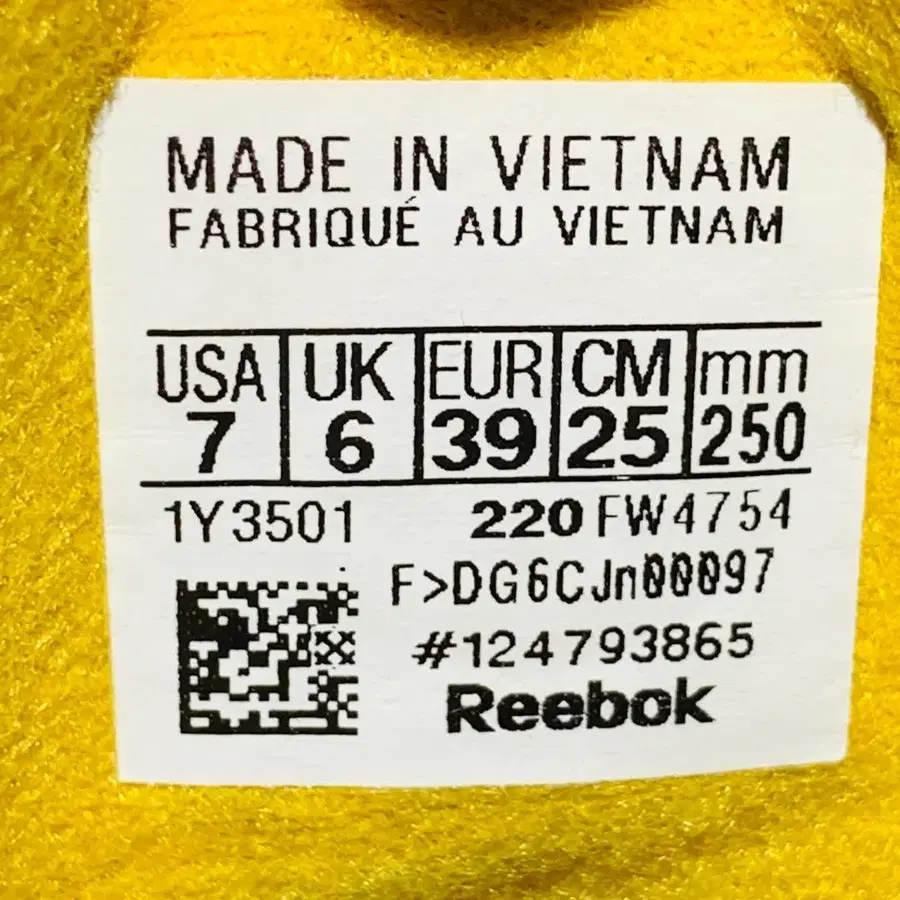 MADE IN VIETNAM
FABRIQUÉ AU VIETNAM
USA UK EUR CM mm
7 6 39 25 250
1Y3501 220 FW4754
F>DG6CJn00097
#124793865
Reebok